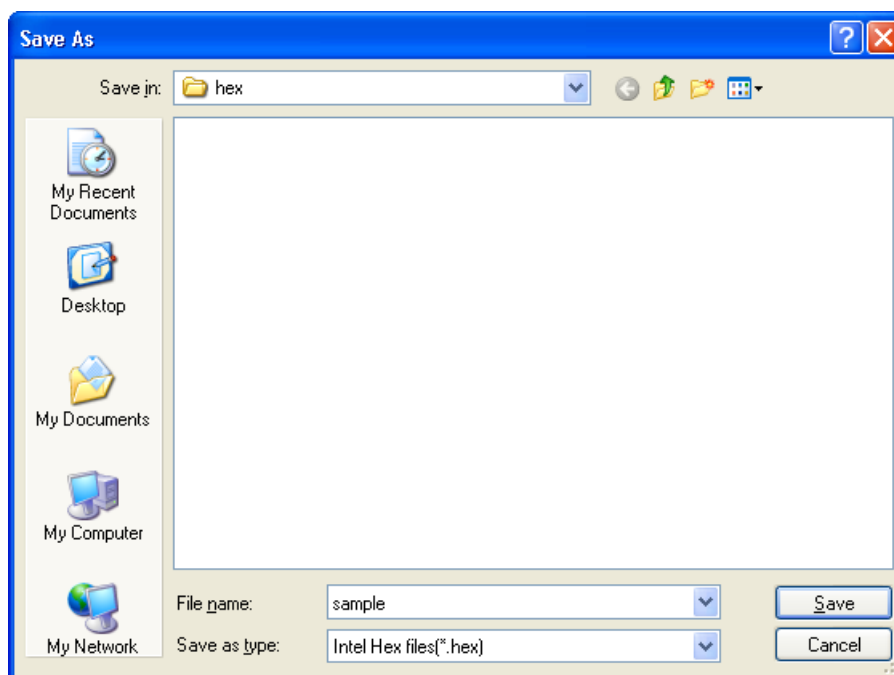 Save As
Save in: hex
My Recent
Documents
Desktop
My Documents
My Computer
My Network
File name: sample
Save
Save as type: Intel Hex files(*.hex)
Cancel